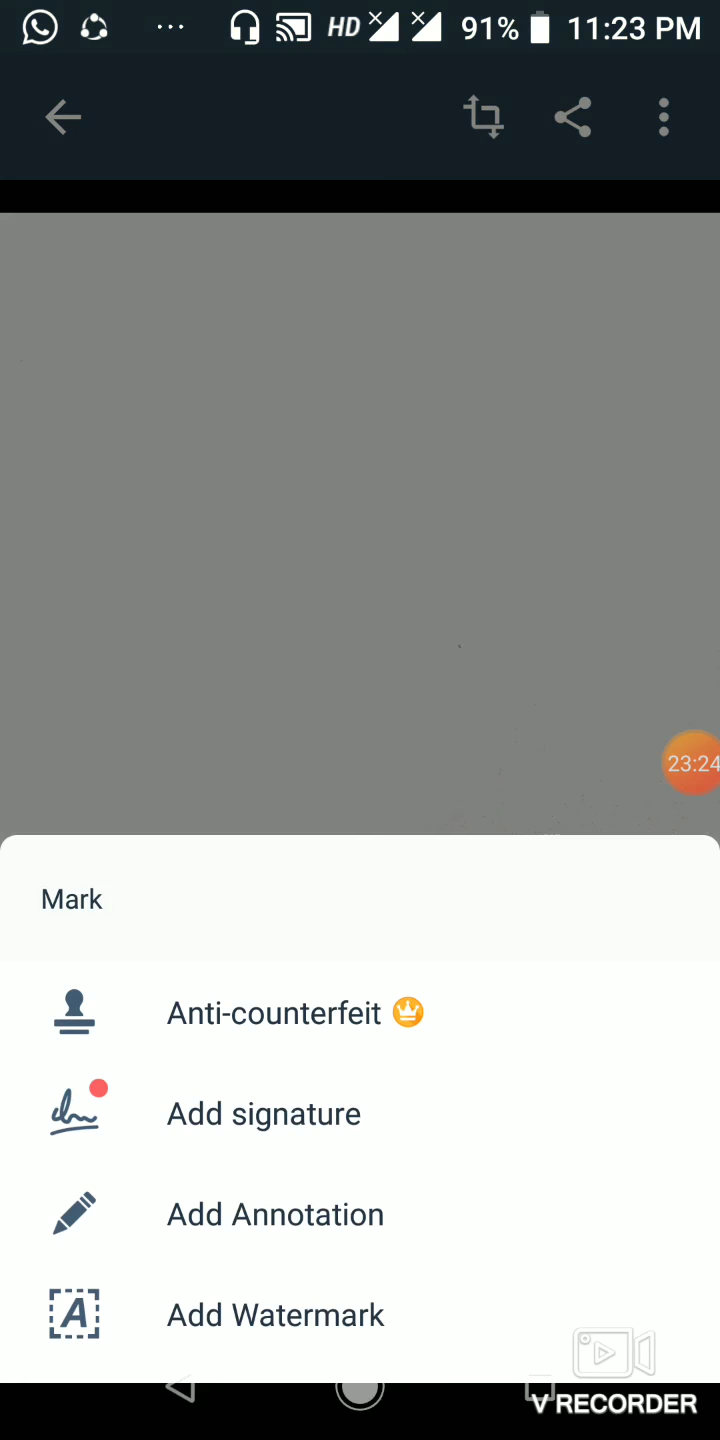 HD 91% 11:23 PM
23:24
Mark
Anti-counterfeit
Add signature
Add Annotation
A Add Watermark
V RECORDER